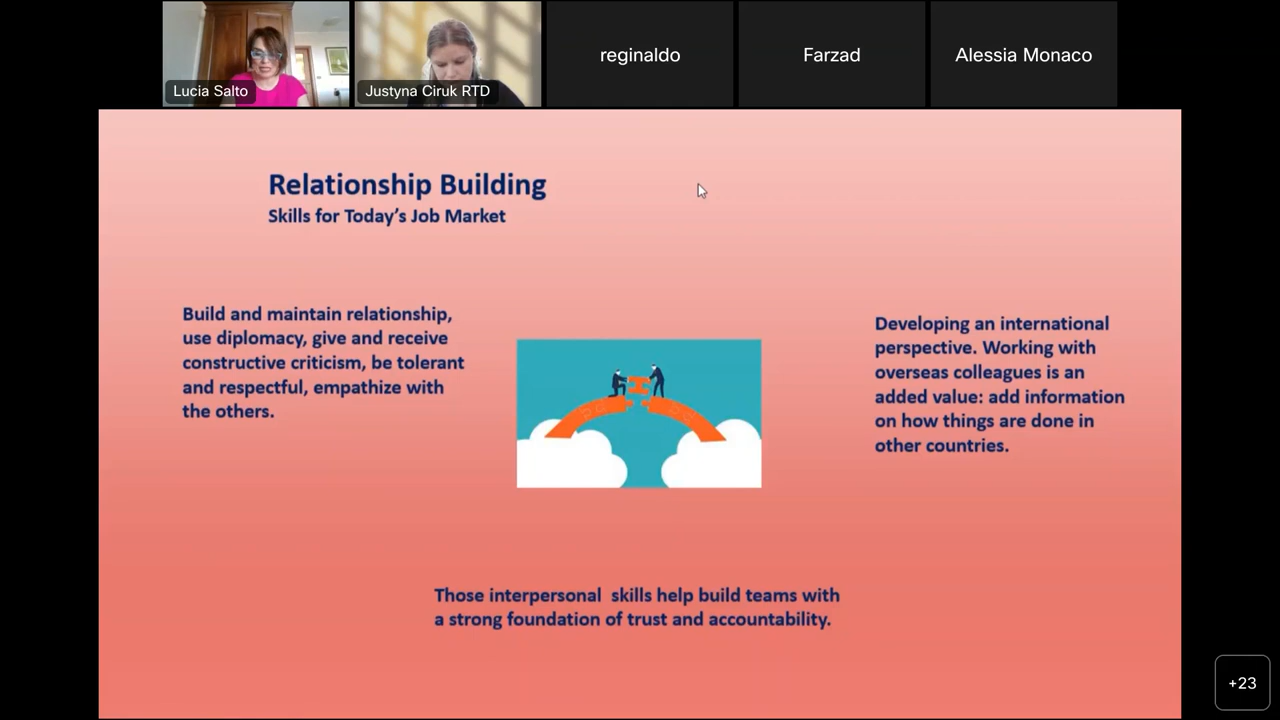 Lucia Salto
Justyna Ciruk RTD
reginaldo
Farzad
Alessia Monaco
Relationship Building
Skills for Today's Job Market
Build and maintain relationship,
use diplomacy, give and receive
constructive criticism, be tolerant
and respectful, empathize with
the others.
Developing an international
perspective. Working with
overseas colleagues is an
added value: add information
on how things are done in
other countries.
Those interpersonal  skills help build teams with
a strong foundation of trust and accountability.
+23